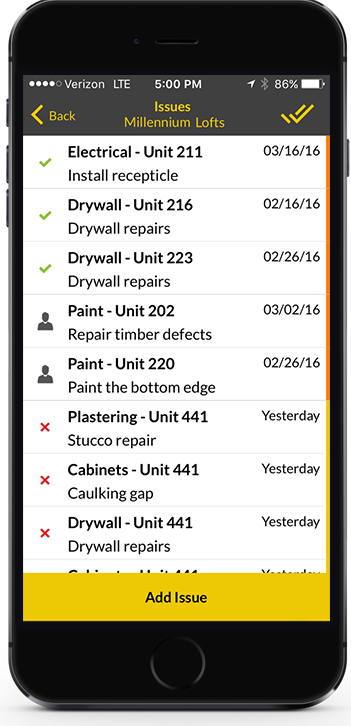 Verizon LTE 5:00 PM 86%
Back Issues
Millennium Lofts
Electrical - Unit 211 03/16/16
Install recepticle
Drywall - Unit 216 02/16/16
Drywall repairs
Drywall - Unit 223 02/26/16
Drywall repairs
Paint - Unit 202 03/02/16
Repair timber defects
Paint - Unit 220 02/26/16
Paint the bottom edge
Plastering - Unit 441 Yesterday
Stucco repair
Cabinets - Unit 441 Yesterday
Caulking gap
Drywall - Unit 441 Yesterday
Drywall repairs
Add Issue